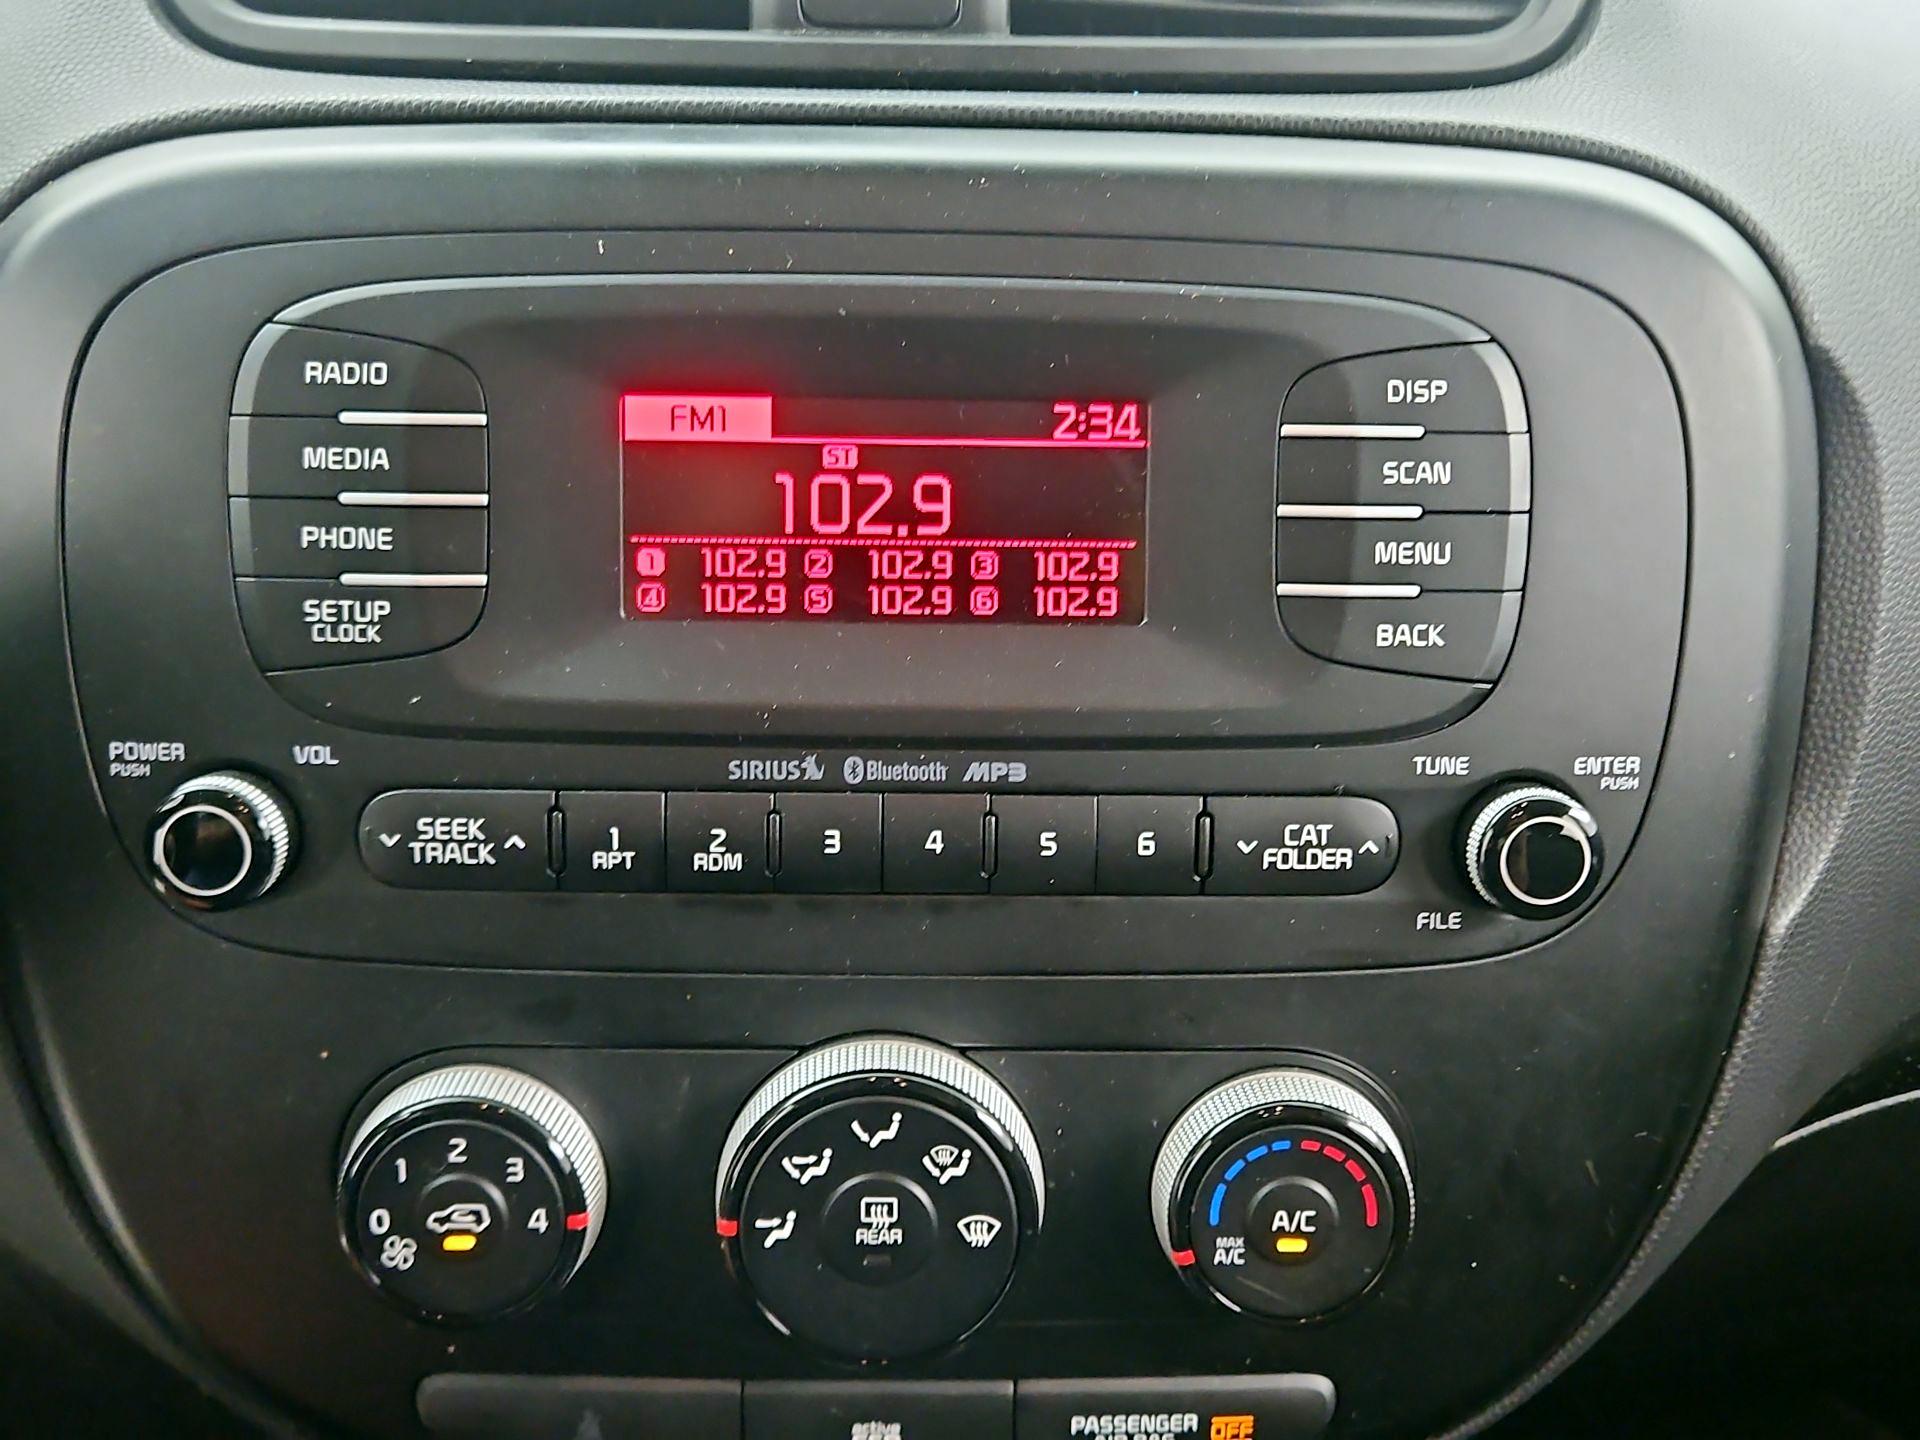 RADIO
MEDIA
PHONE
SETUP
CLOCK
FM1 2:34
ST
102.9
1 102.9 2 102.9 3 102.9
4 102.9 5 102.9 6 102.9
DISP
SCAN
MENU
BACK
POWER
PUSH
VOL
SIRIUS Bluetooth MP3
TUNE
ENTER
PUSH
SEEK
TRACK
1
RPT
2
RDM
3
4
5
6
CAT
FOLDER
FILE
0 1 2 3 4
REAR
A/C
MAX
A/C
active
PASSENGER OFF